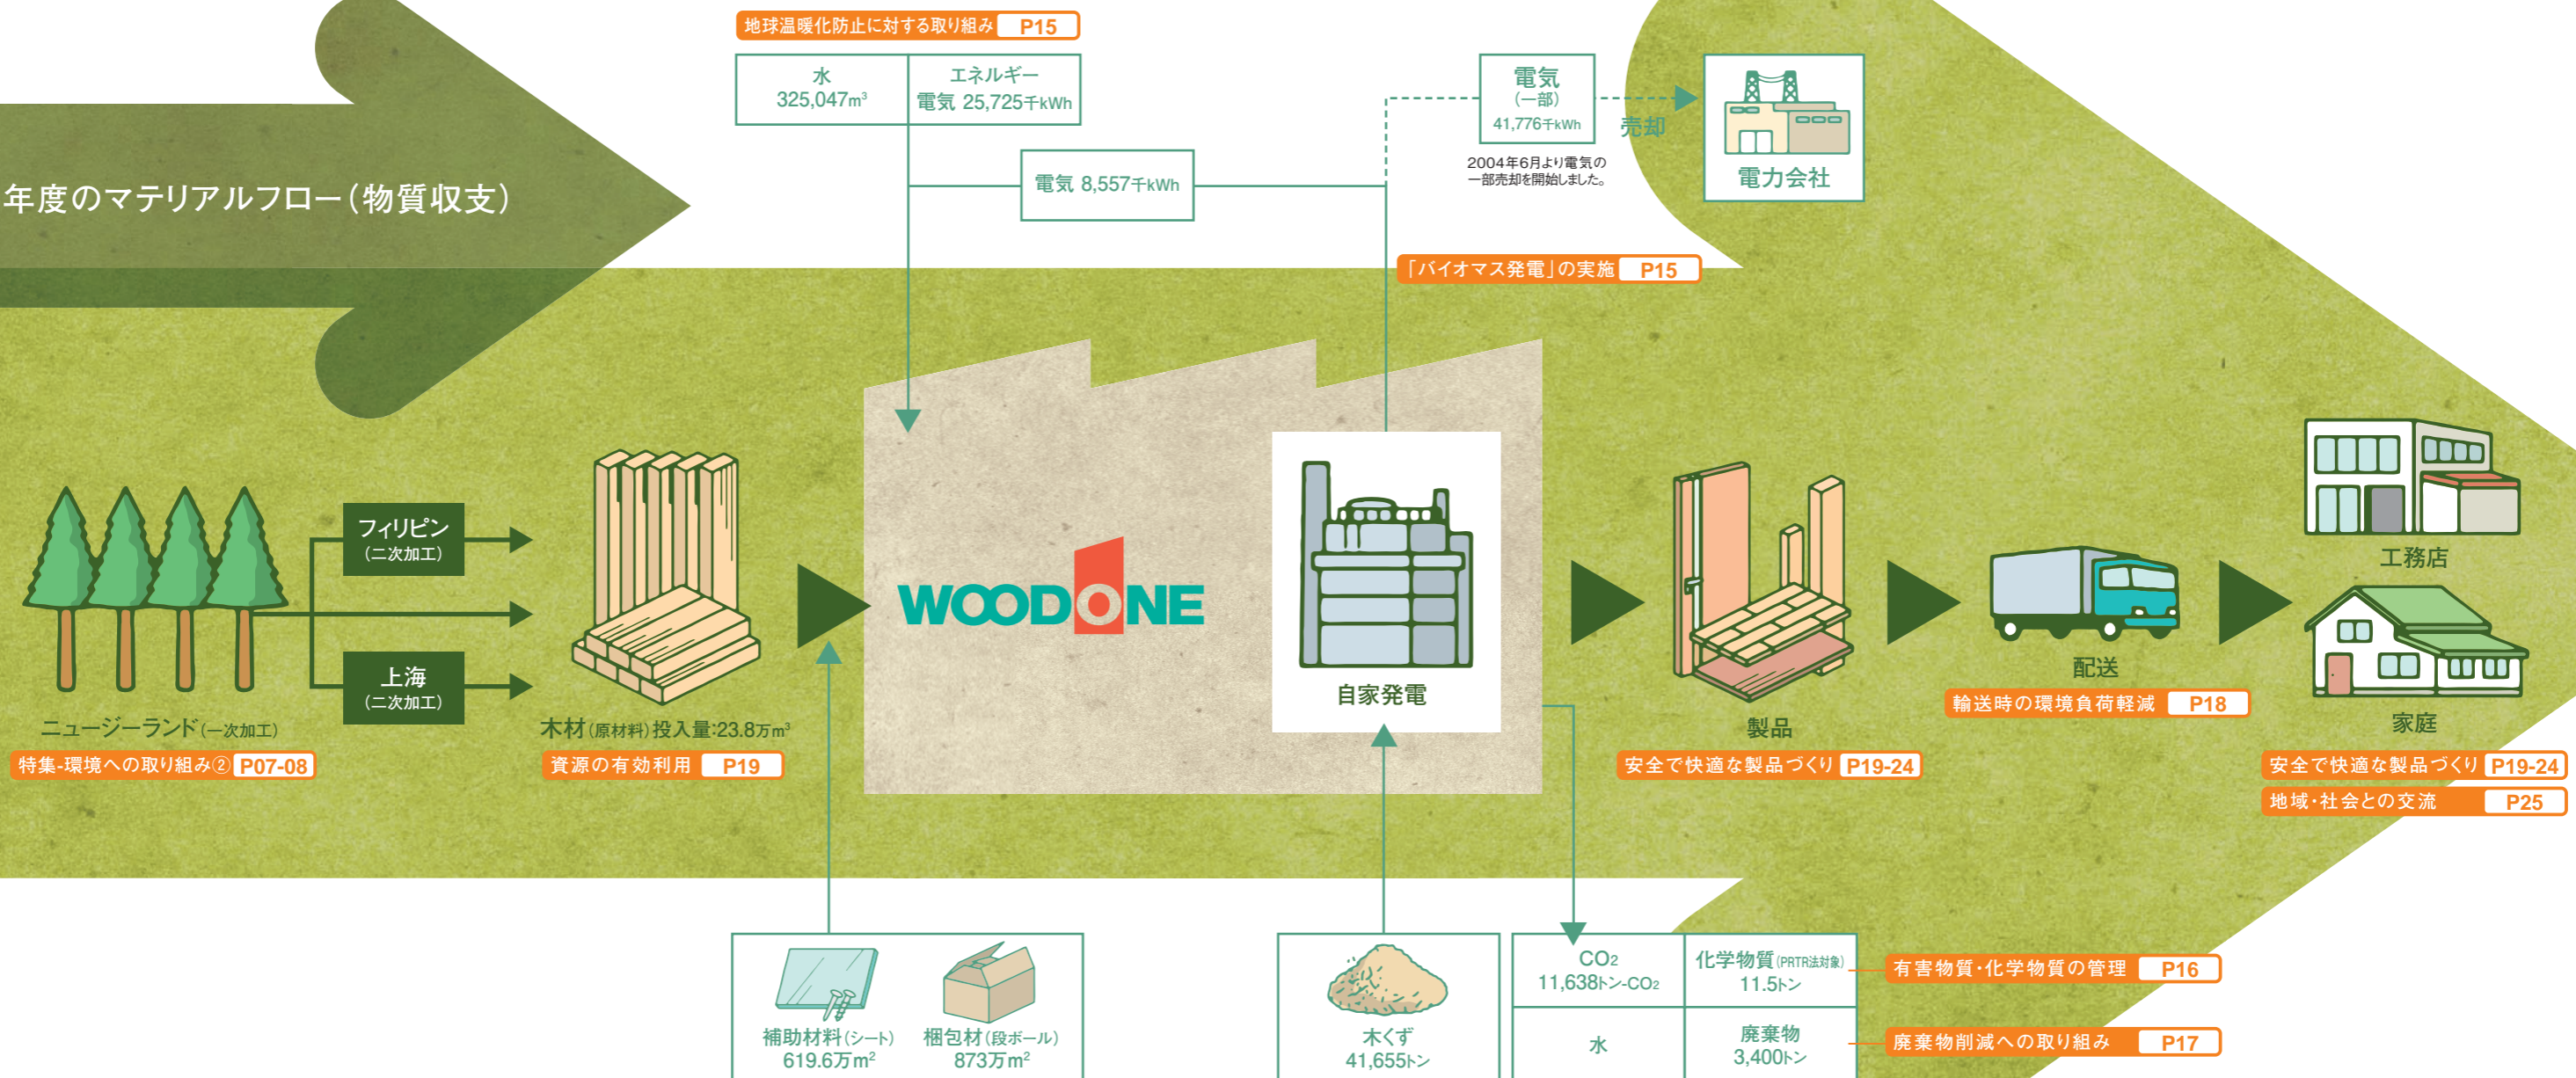 年度のマテリアルフロー（物質収支）
地球温暖化防止に対する取り組み P15
水
325,047m³
エネルギー
電気 25,725千kWh
電気 8,557千kWh
電気
（一部）
41,776千kWh
売却
2004年6月より電気の
一部売却を開始しました。
電力会社
「バイオマス発電」の実施 P15
ニュージーランド（一次加工）
特集-環境への取り組み② P07-08
フィリピン
（二次加工）
上海
（二次加工）
木材（原材料）投入量:23.8万m³
資源の有効利用 P19
WOODONE
自家発電
製品
安全で快適な製品づくり P19-24
配送
輸送時の環境負荷軽減 P18
工務店
家庭
安全で快適な製品づくり P19-24
地域・社会との交流 P25
補助材料（シート）
619.6万m²
梱包材（段ボール）
873万m²
木くず
41,655トン
CO₂
11,638トン-CO₂
化学物質（PRTR法対象）
11.5トン
水
廃棄物
3,400トン
有害物質・化学物質の管理 P16
廃棄物削減への取り組み P17